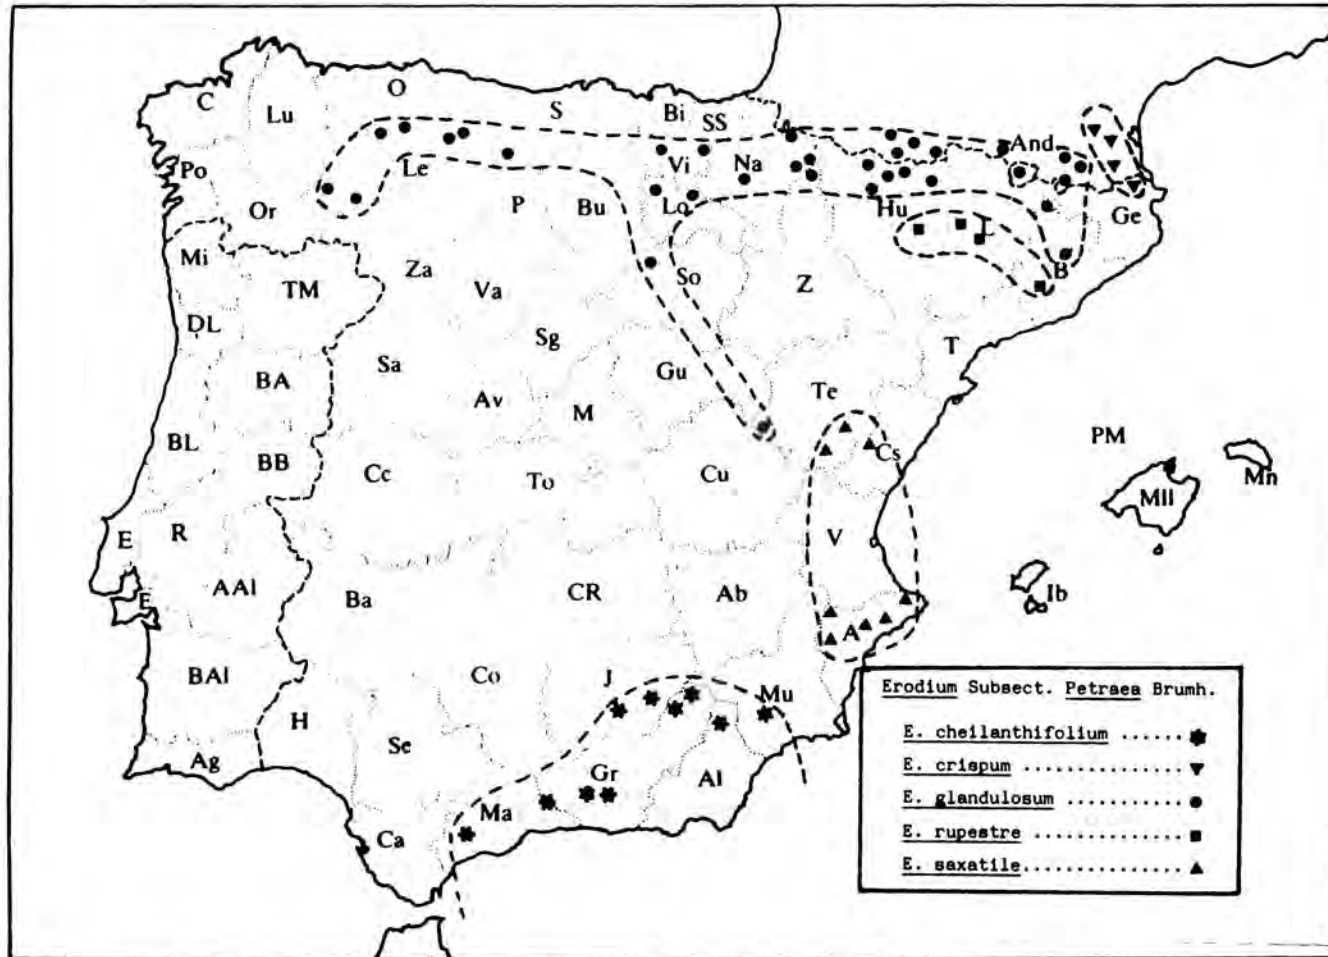 C
Lu
O
S
Bi
SS
Po
Or
Le
P
Bu
Vi
Na
Lo
And
Hu
L
Ge
B
Mi
TM
Za
Va
So
Z
DL
Sg
T
BA
Sa
Av
M
Gu
Te
BL
BB
Cc
To
Cu
Cs
PM
Mll
Mn
E
R
V
E
AAl
Ba
CR
Ab
A
Ib
BAl
H
Co
J
Mu
Ag
Se
Gr
Al
Ma
Ca
Erodium Subsect. Petraea Brumh.
E. cheilanthifolium ......
E. crispum ...............
E. glandulosum ..........
E. rupestre .............
E. saxatile..............